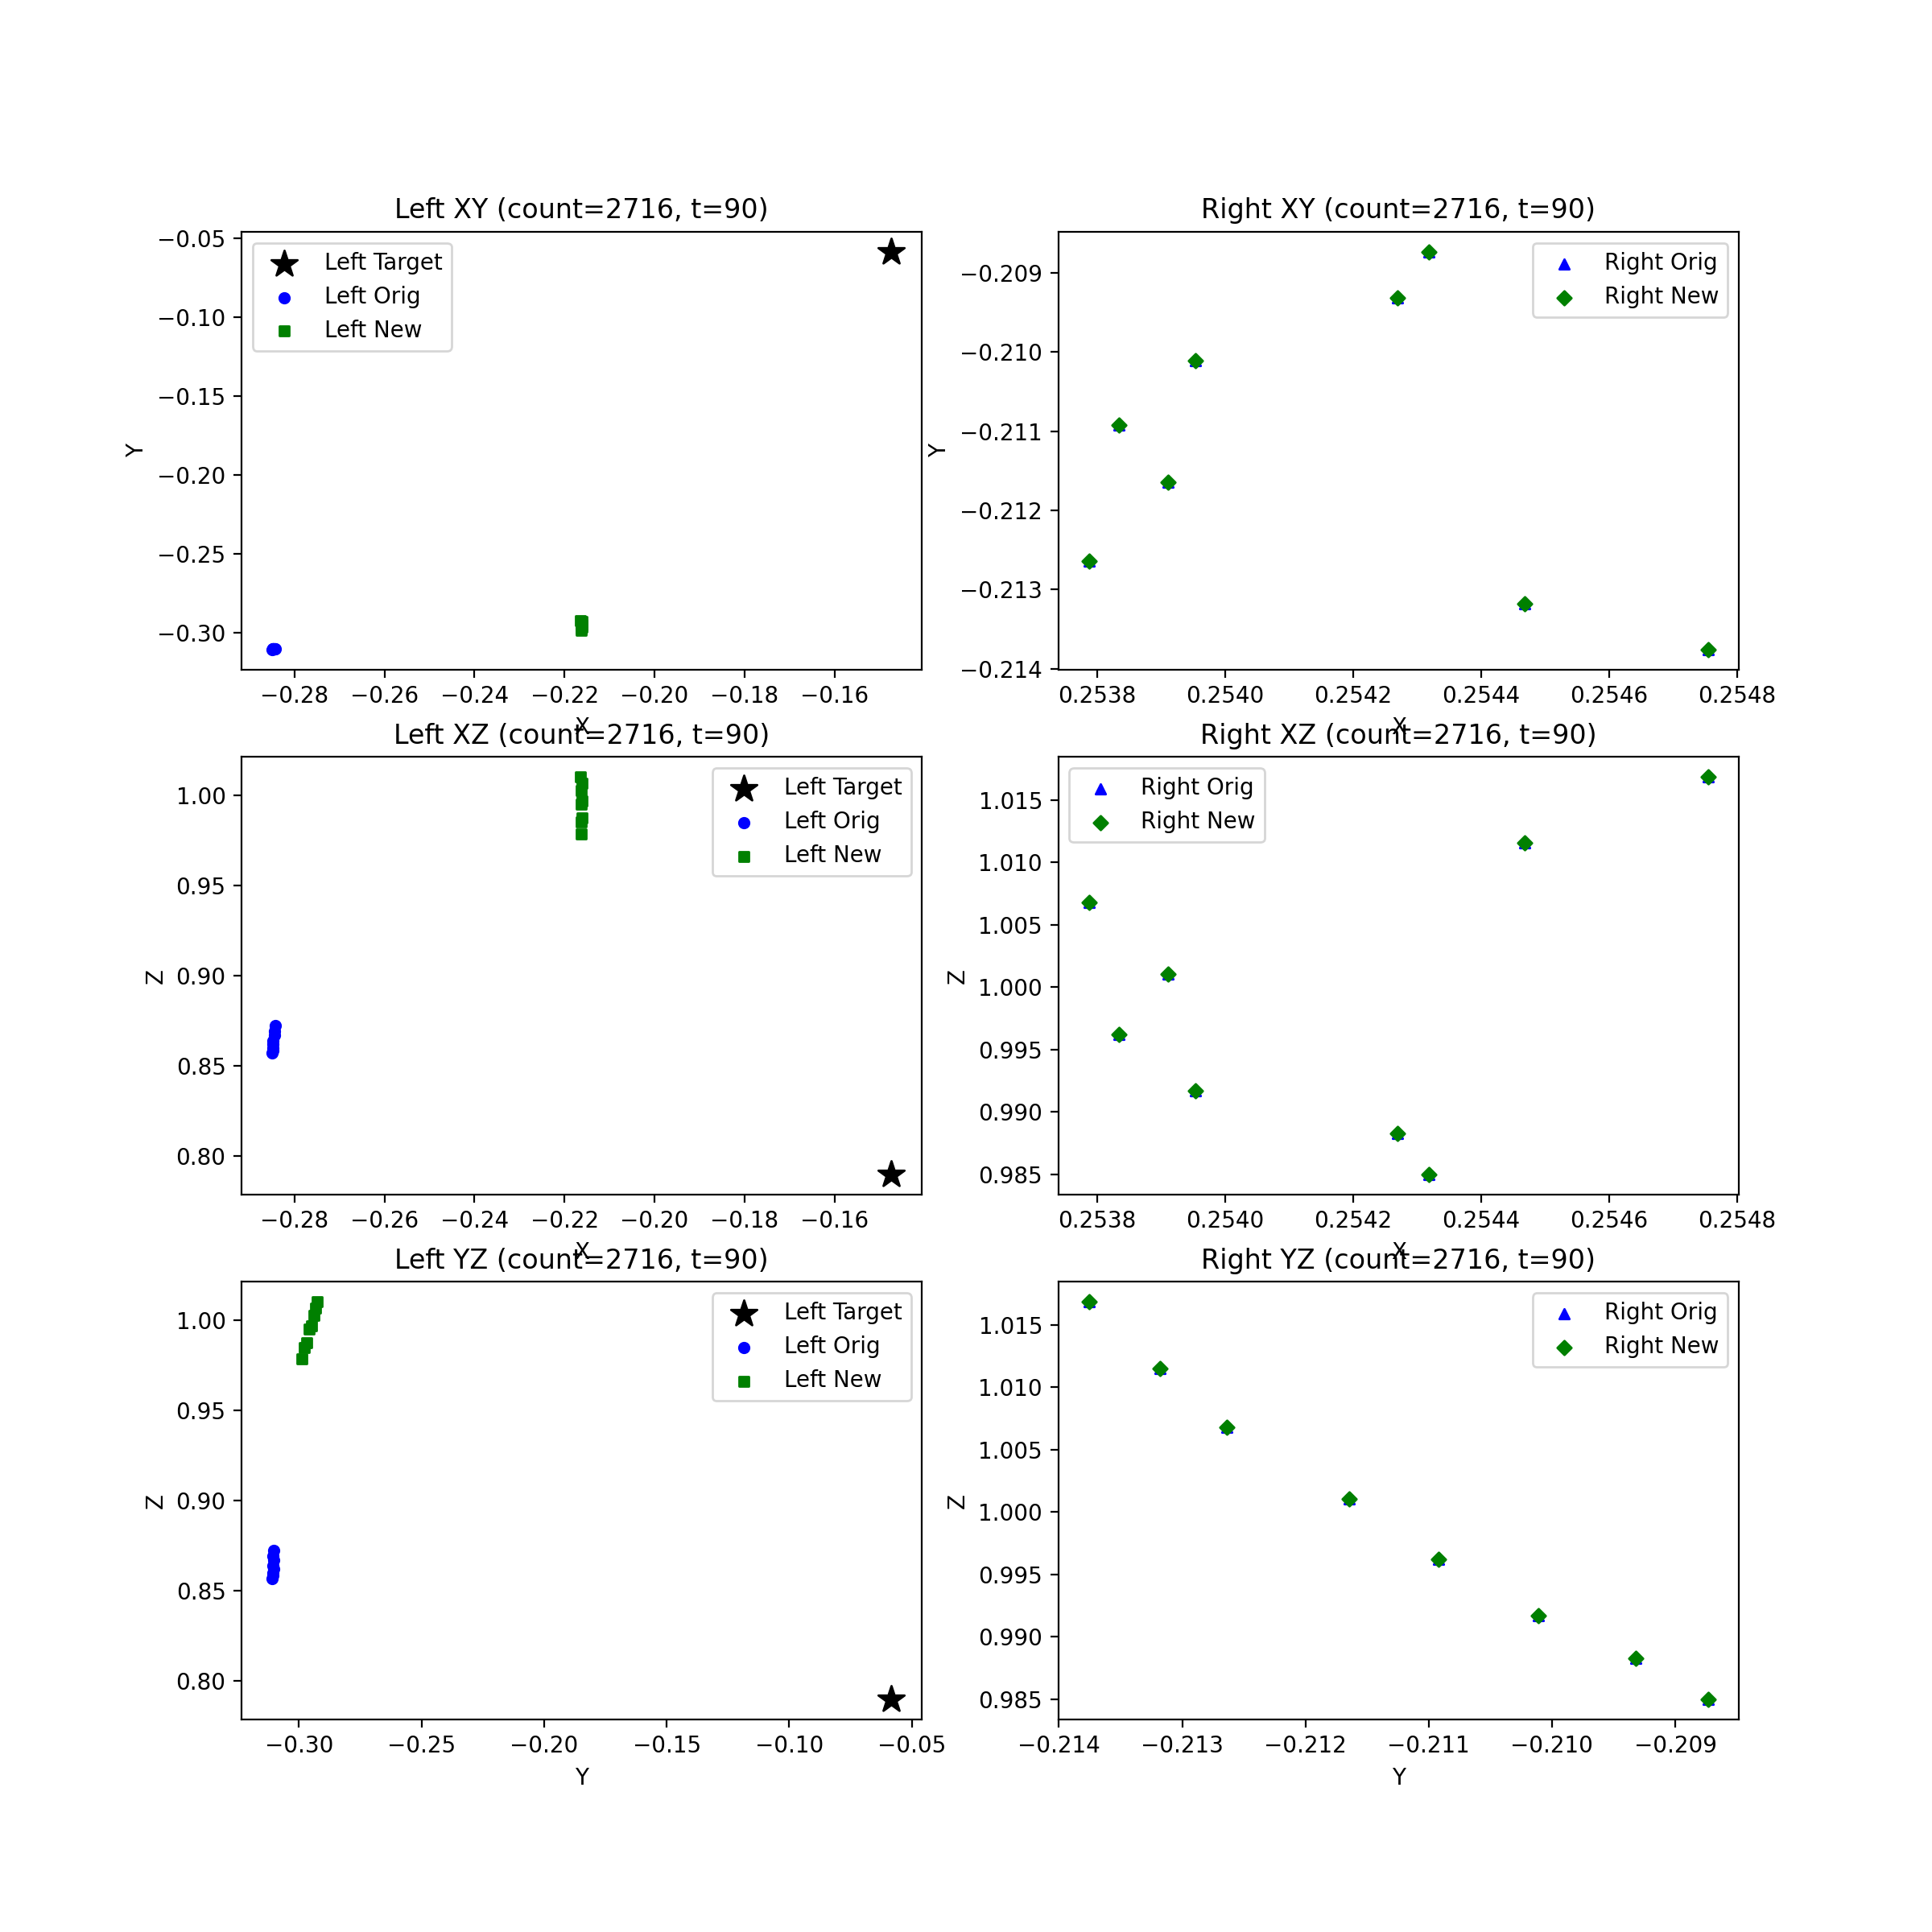 Left XY (count=2716, t=90)
Left Target
Left Orig
Left New
Y
−0.05
−0.10
−0.15
−0.20
−0.25
−0.30
−0.28
−0.26
−0.24
−0.22
−0.20
−0.18
−0.16
X
Right XY (count=2716, t=90)
Right Orig
Right New
Y
−0.209
−0.210
−0.211
−0.212
−0.213
−0.214
0.2538
0.2540
0.2542
0.2544
0.2546
0.2548
X
Left XZ (count=2716, t=90)
Left Target
Left Orig
Left New
Z
1.00
0.95
0.90
0.85
0.80
−0.28
−0.26
−0.24
−0.22
−0.20
−0.18
−0.16
X
Right XZ (count=2716, t=90)
Right Orig
Right New
Z
1.015
1.010
1.005
1.000
0.995
0.990
0.985
0.2538
0.2540
0.2542
0.2544
0.2546
0.2548
X
Left YZ (count=2716, t=90)
Left Target
Left Orig
Left New
Z
1.00
0.95
0.90
0.85
0.80
−0.30
−0.25
−0.20
−0.15
−0.10
−0.05
Y
Right YZ (count=2716, t=90)
Right Orig
Right New
Z
1.015
1.010
1.005
1.000
0.995
0.990
0.985
−0.214
−0.213
−0.212
−0.211
−0.210
−0.209
Y